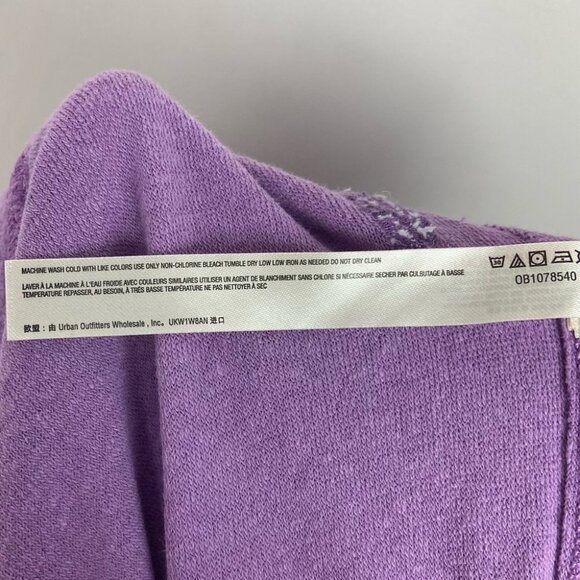 MACHINE WASH COLD WITH LIKE COLORS USE ONLY NON-CHLORINE BLEACH TUMBLE DRY LOW LOW IRON AS NEEDED DO NOT DRY CLEAN
LAVER À LA MACHINE À L'EAU FROIDE AVEC COULEURS SIMILAIRES UTILISER UN AGENT DE BLANCHIMENT SANS CHLORE SI NÉCESSAIRE SECHER PAR CULBUTAGE À BASSE
TEMPERATURE REPASSER, AU BESOIN, À TRÈS BASSE TEMPÉRATURE NE PAS NETTOYER À SEC
欧盟：由 Urban Outfitters Wholesale , Inc。 UKW1W8AN 进口
OB1078540